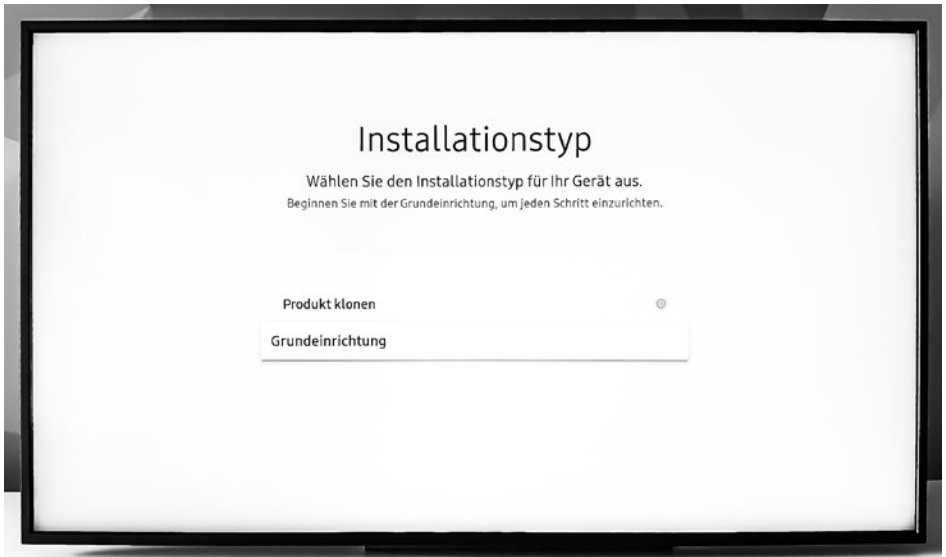 Installationstyp
Wählen Sie den Installationstyp für Ihr Gerät aus.
Beginnen Sie mit der Grundeinrichtung, um jeden Schritt einzurichten.
Produkt klonen
Grundeinrichtung